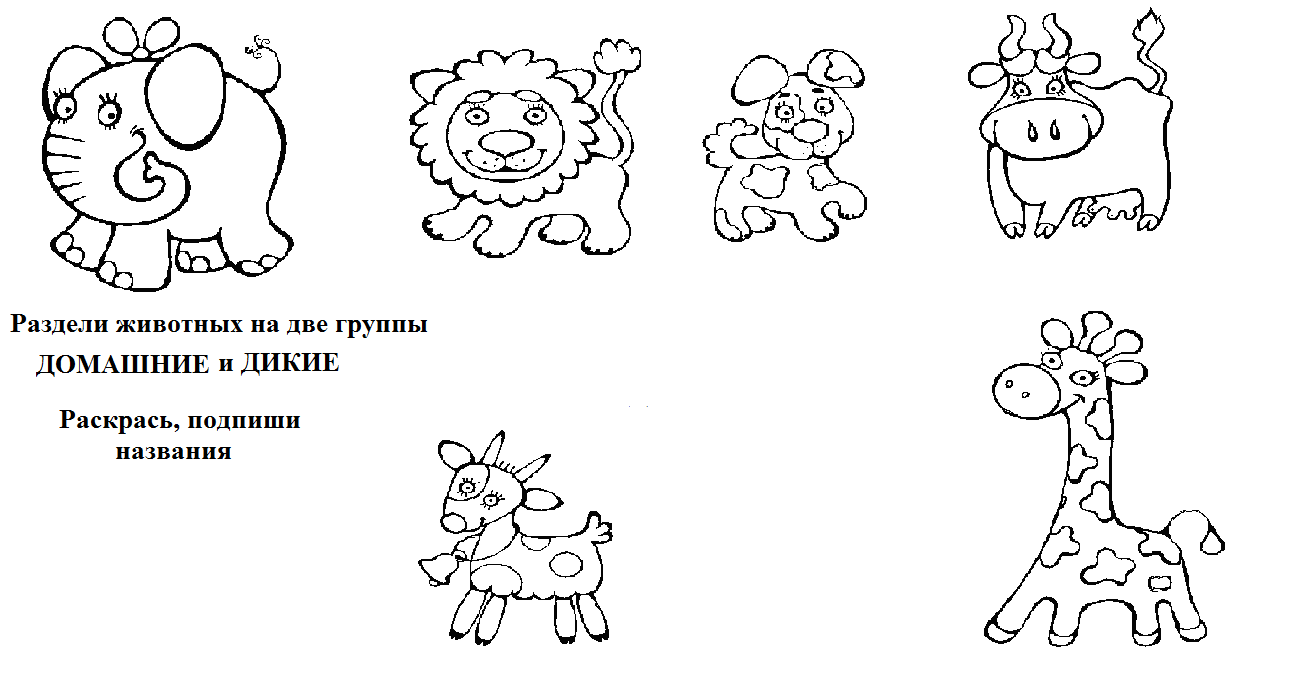 Раздели животных на две группы
ДОМАШНИЕ и ДИКИЕ
Раскрась, подпиши
названия